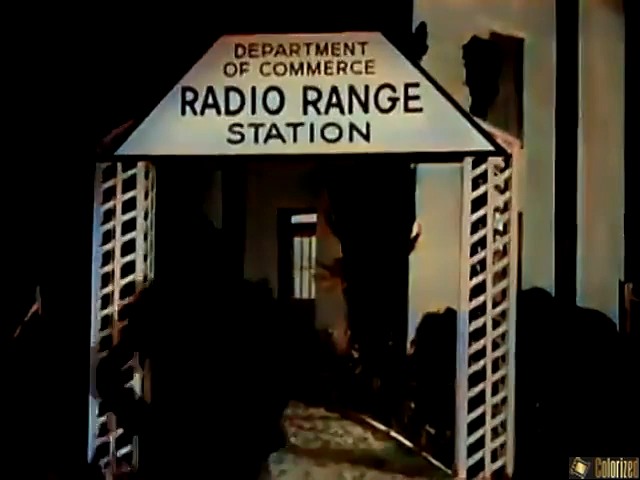 DEPARTMENT
OF COMMERCE
RADIO RANGE
STATION
Colorized